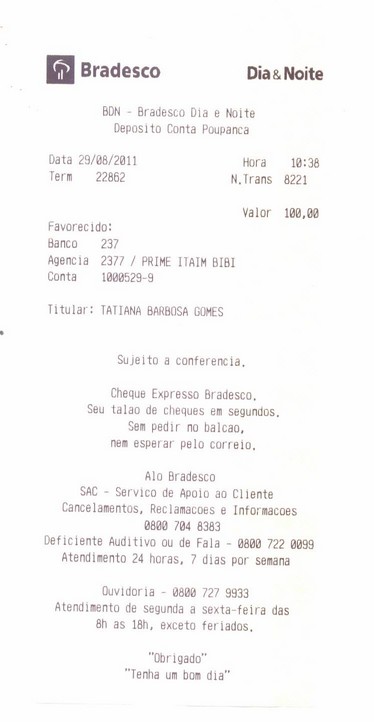 Bradesco Dia&Noite
BDN - Bradesco Dia e Noite
Deposito Conta Poupanca
Data 29/08/2011 Hora 10:38
Term 22862 N.Trans 8221
Valor 100,00
Favorecido:
Banco 237
Agencia 2377 / PRIME ITAIM BIBI
Conta 1000529-9
Titular: TATIANA BARBOSA GOMES
Sujeito a conferencia.
Cheque Expresso Bradesco.
Seu talao de cheques em segundos.
Sem pedir no balcao,
nem esperar pelo correio.
Alo Bradesco
SAC - Servico de Apoio ao Cliente
Cancelamentos, Reclamacoes e Informacoes
0800 704 8383
Deficiente Auditivo ou de Fala - 0800 722 0099
Atendimento 24 horas, 7 dias por semana
Ouvidoria - 0800 727 9933
Atendimento de segunda a sexta-feira das
8h as 18h, exceto feriados.
"Obrigado"
"Tenha um bom dia"